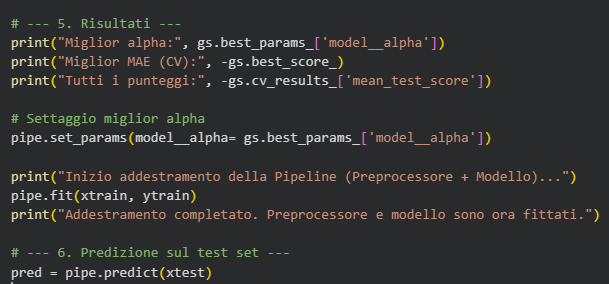 # --- 5. Risultati ---
print("Miglior alpha:", gs.best_params_['model__alpha'])
print("Miglior MAE (CV):", -gs.best_score_)
print("Tutti i punteggi:", -gs.cv_results_['mean_test_score'])
# Settaggio miglior alpha
pipe.set_params(model__alpha= gs.best_params_['model__alpha'])
print("Inizio addestramento della Pipeline (Preprocessore + Modello)...")
pipe.fit(xtrain, ytrain)
print("Addestramento completato. Preprocessore e modello sono ora fittati.")
# --- 6. Predizione sul test set ---
pred = pipe.predict(xtest)